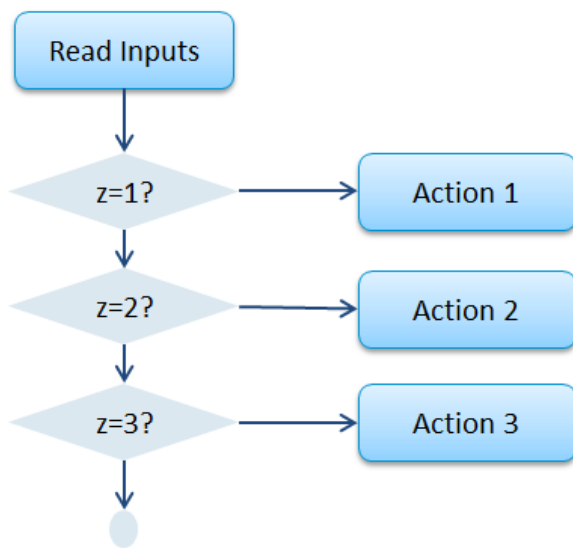 Read Inputs
z=1?
Action 1
z=2?
Action 2
z=3?
Action 3